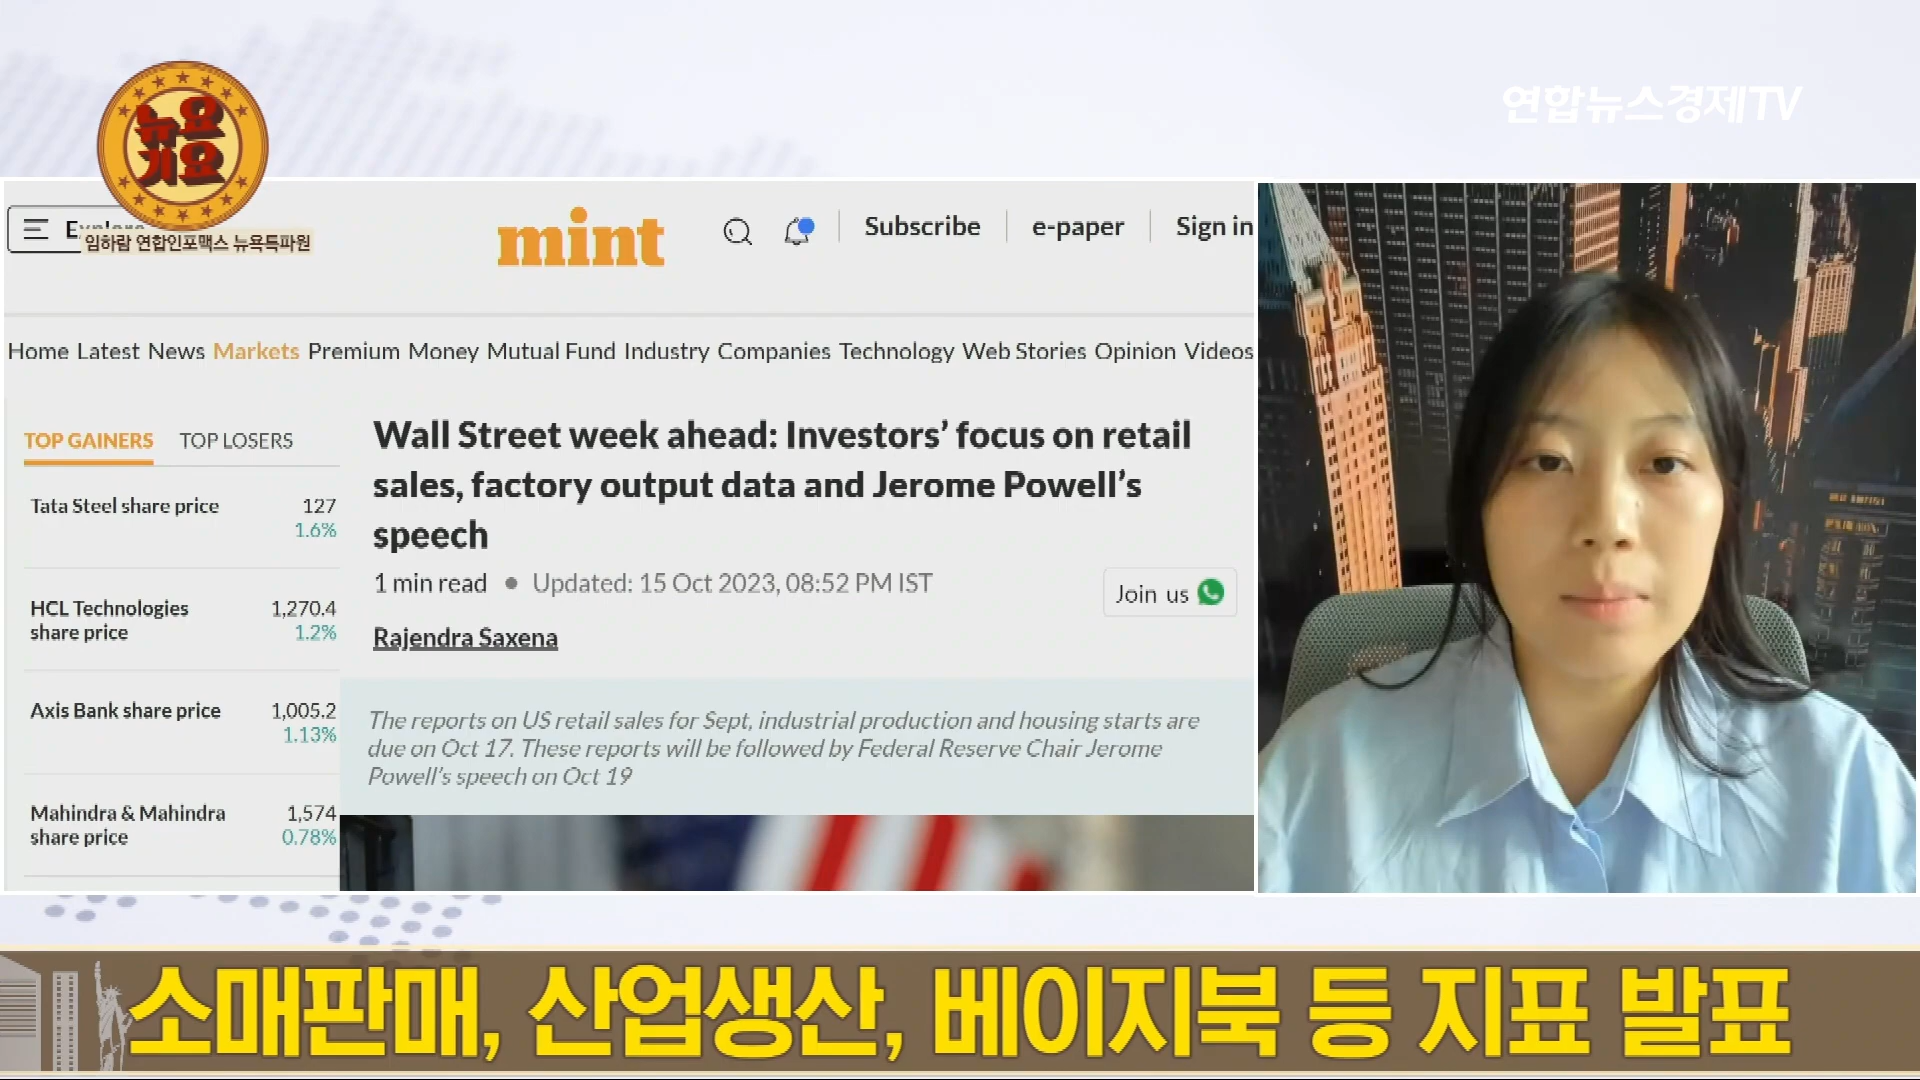 뉴욕
기요
임하람 연합인포맥스 뉴욕특파원
연합뉴스경제TV
mint
Subscribe
e-paper
Sign in
Home Latest News Markets Premium Money Mutual Fund Industry Companies Technology Web Stories Opinion Videos
TOP GAINERS TOP LOSERS
Tata Steel share price 127
1.6%
HCL Technologies 1,270.4
share price 1.2%
Axis Bank share price 1,005.2
1.13%
Mahindra & Mahindra 1,574
share price 0.78%
Wall Street week ahead: Investors’ focus on retail
sales, factory output data and Jerome Powell’s
speech
1 min read • Updated: 15 Oct 2023, 08:52 PM IST
Join us
Rajendra Saxena
The reports on US retail sales for Sept, industrial production and housing starts are
due on Oct 17. These reports will be followed by Federal Reserve Chair Jerome
Powell’s speech on Oct 19
소매판매, 산업생산, 베이지북 등 지표 발표